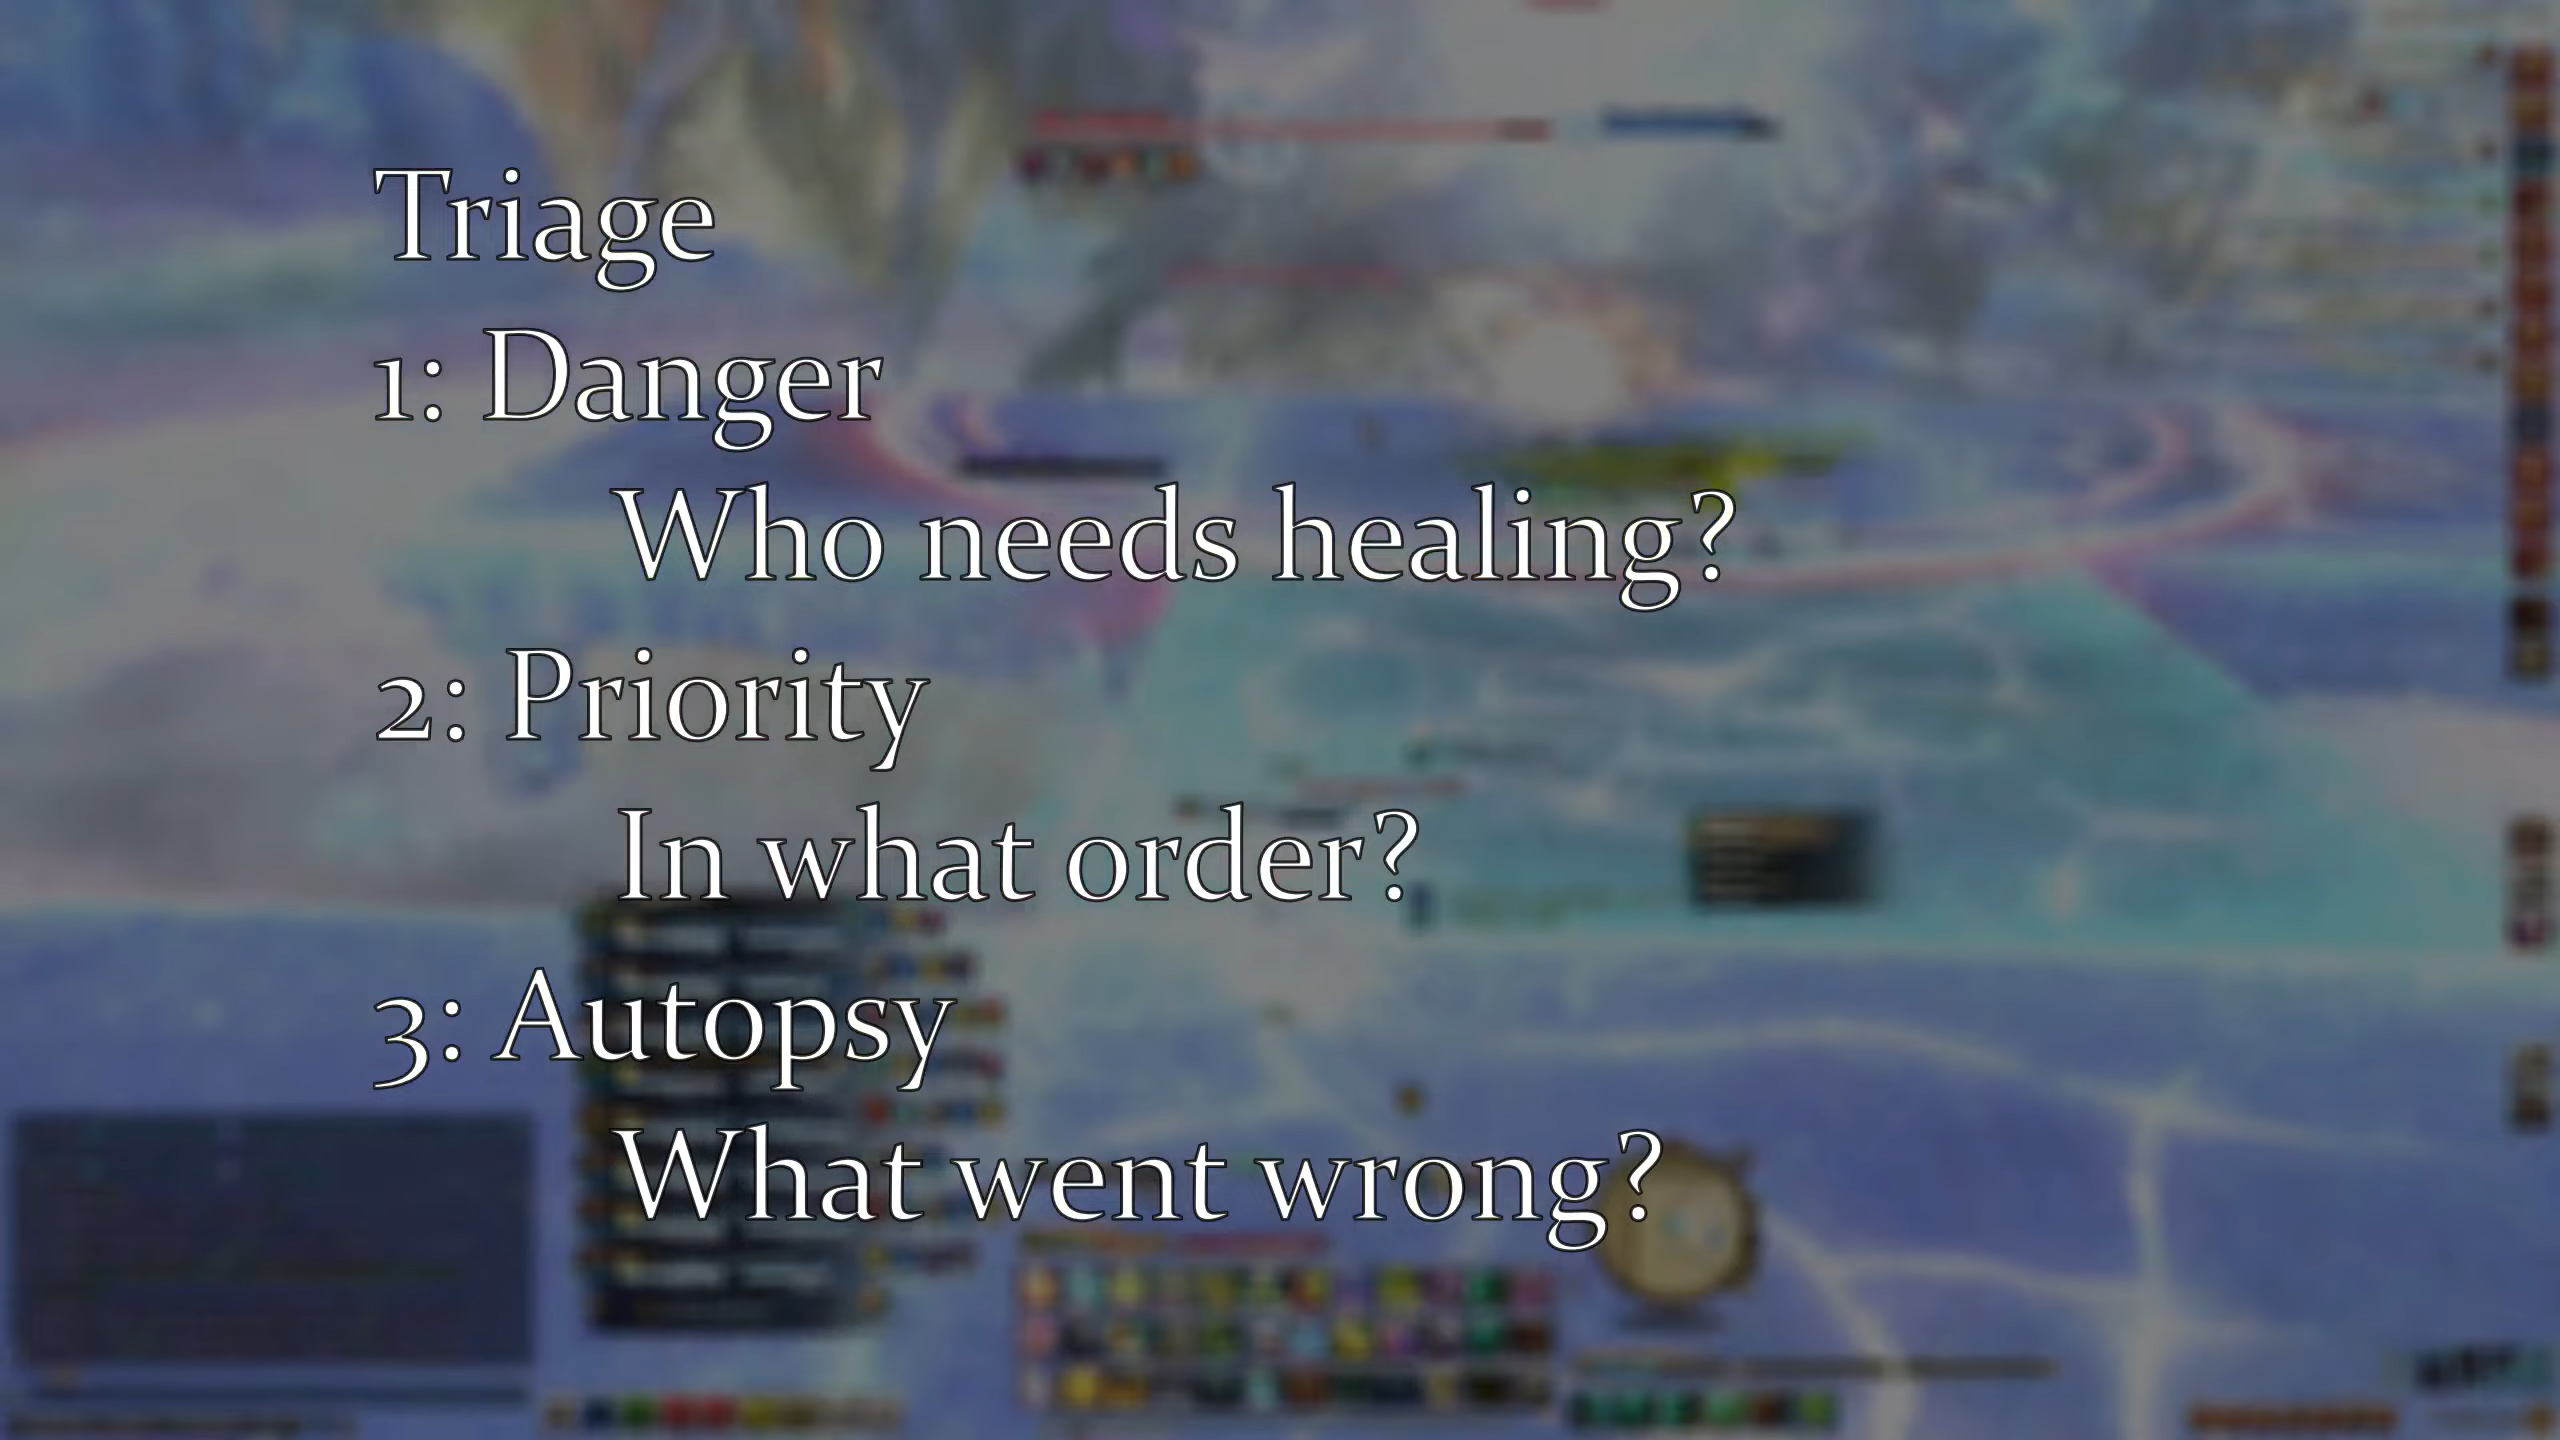 Triage
1: Danger
Who needs healing?
2: Priority
In what order?
3: Autopsy
What went wrong?